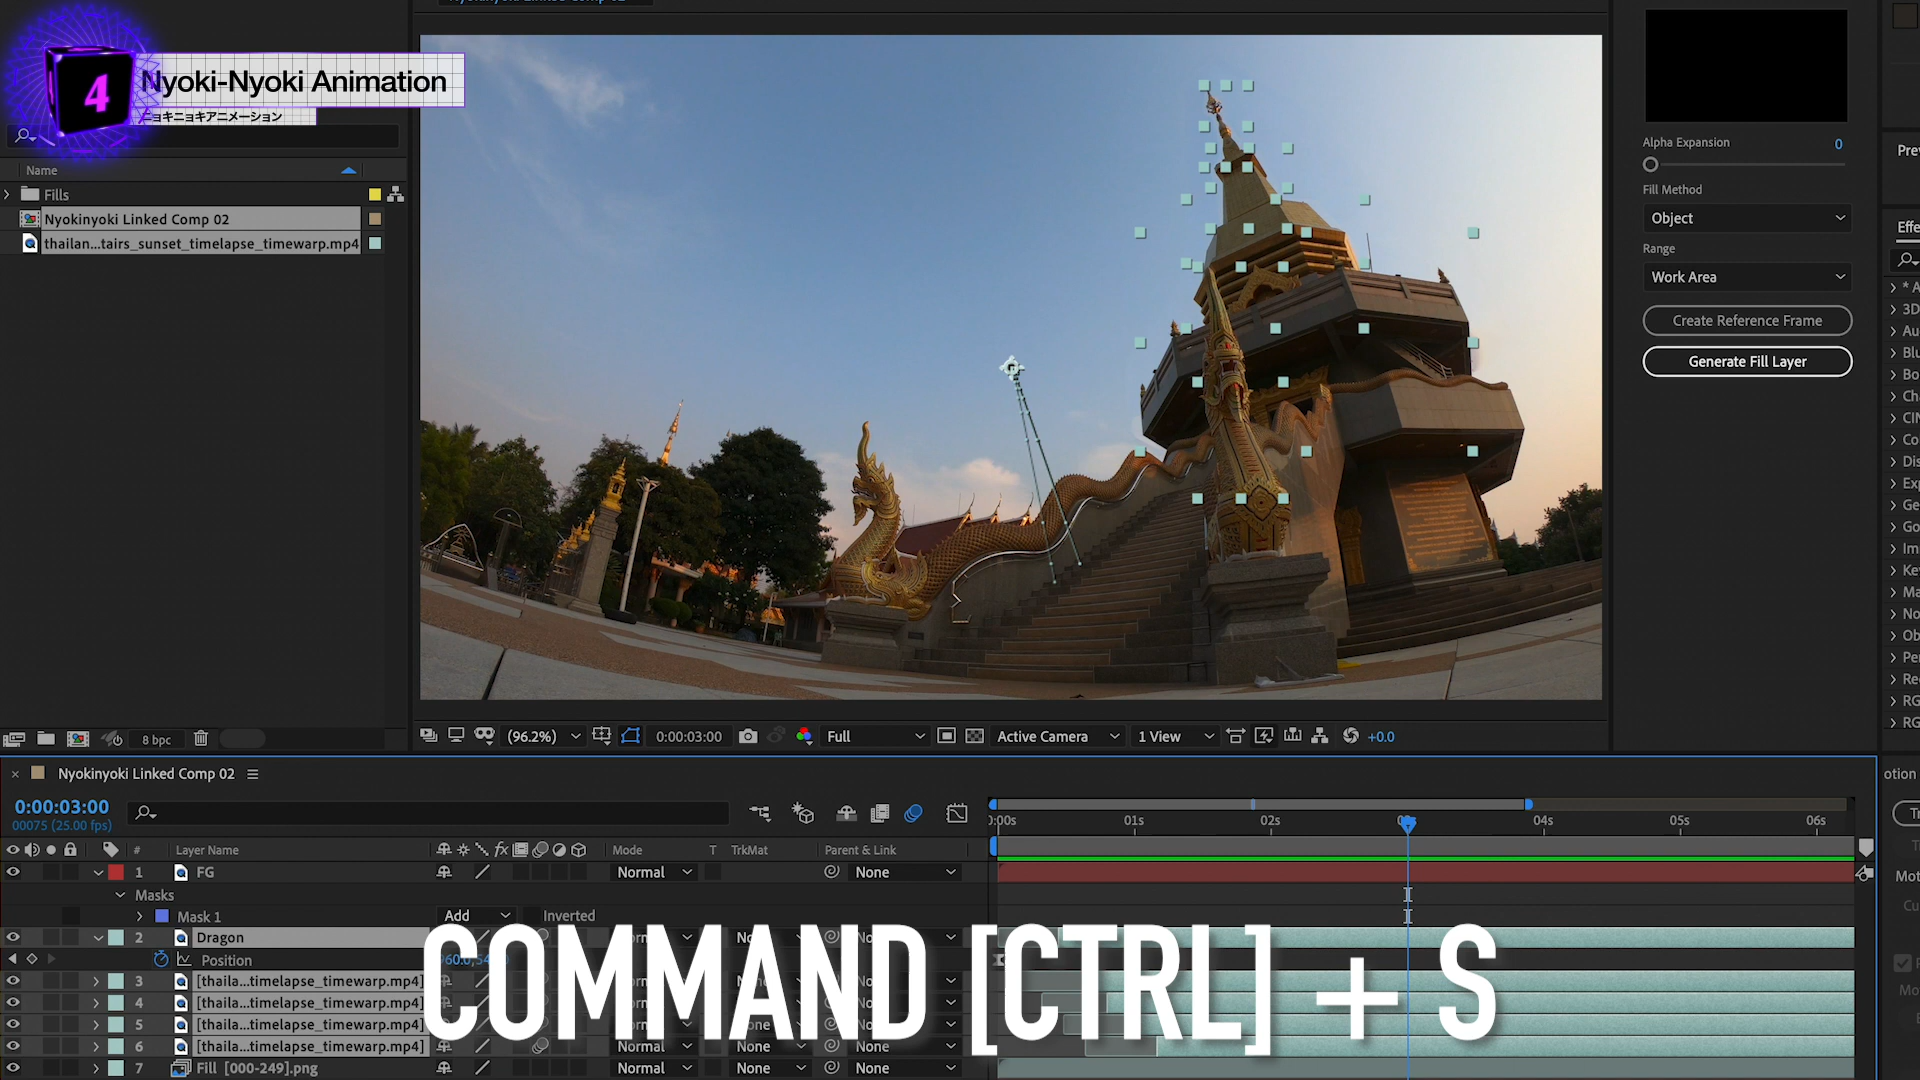 4
Nyoki-Nyoki Animation
ニョキニョキアニメーション
Name
Fills
Nyokinyoki Linked Comp 02
thailan...tairs_sunset_timelapse_timewarp.mp4
8 bpc
(96.2%)
0:00:03:00
Full
Active Camera
1 View
+0.0
Alpha Expansion
0
Fill Method
Object
Range
Work Area
Create Reference Frame
Generate Fill Layer
Nyokinyoki Linked Comp 02
0:00:03:00
00075 (25.00 fps)
01s
02s
04s
05s
06s
# Layer Name
fx
Mode
T TrkMat
Parent & Link
1 FG
Normal
None
Masks
Mask 1
Add
Inverted
2 Dragon
Position
3 [thaila...timelapse_timewarp.mp4]
4 [thaila...timelapse_timewarp.mp4]
5 [thaila...timelapse_timewarp.mp4]
6 [thaila...timelapse_timewarp.mp4]
Normal
None
None
7 Fill [000-249].png
Normal
None
None
COMMAND [CTRL] + S